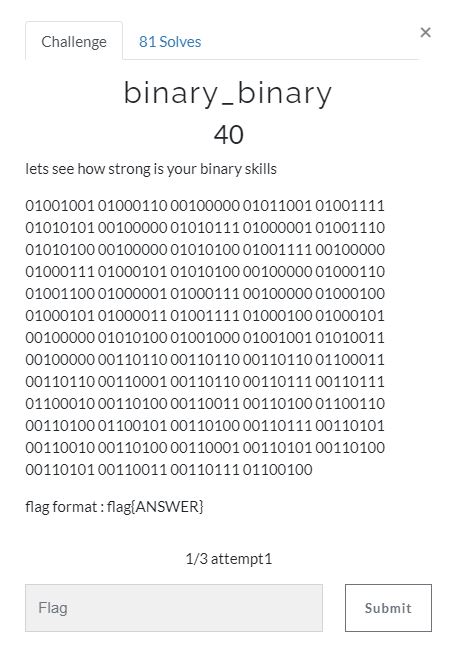 Challenge
81 Solves
×
binary_binary
40
lets see how strong is your binary skills
01001001 01000110 00100000 01011001 01001111
01010101 00100000 01010111 01000001 01001110
01010100 00100000 01010100 01001111 00100000
01000111 01000101 01010100 00100000 01000110
01001100 01000001 01000111 00100000 01000100
01000101 01000011 01001111 01000100 01000101
00100000 01010100 01001000 01001001 01010011
00100000 00110110 00110110 00110110 01100011
00110110 00110001 00110110 00110111 00110111
01100010 00110100 00110011 00110100 01100110
00110100 01100101 00110100 00110111 00110101
00110010 00110100 00110001 00110101 00110100
00110101 00110011 00110111 01100100
flag format : flag{ANSWER}
1/3 attempt1
Flag
Submit